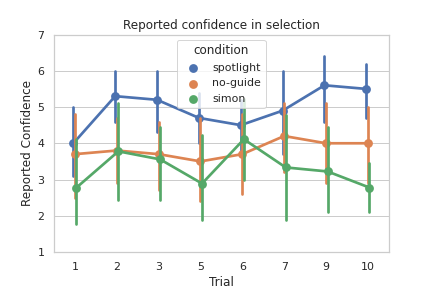 Reported confidence in selection
Reported Confidence
7
6
5
4
3
2
1
condition
spotlight
no-guide
simon
1
2
3
5
6
7
9
10
Trial